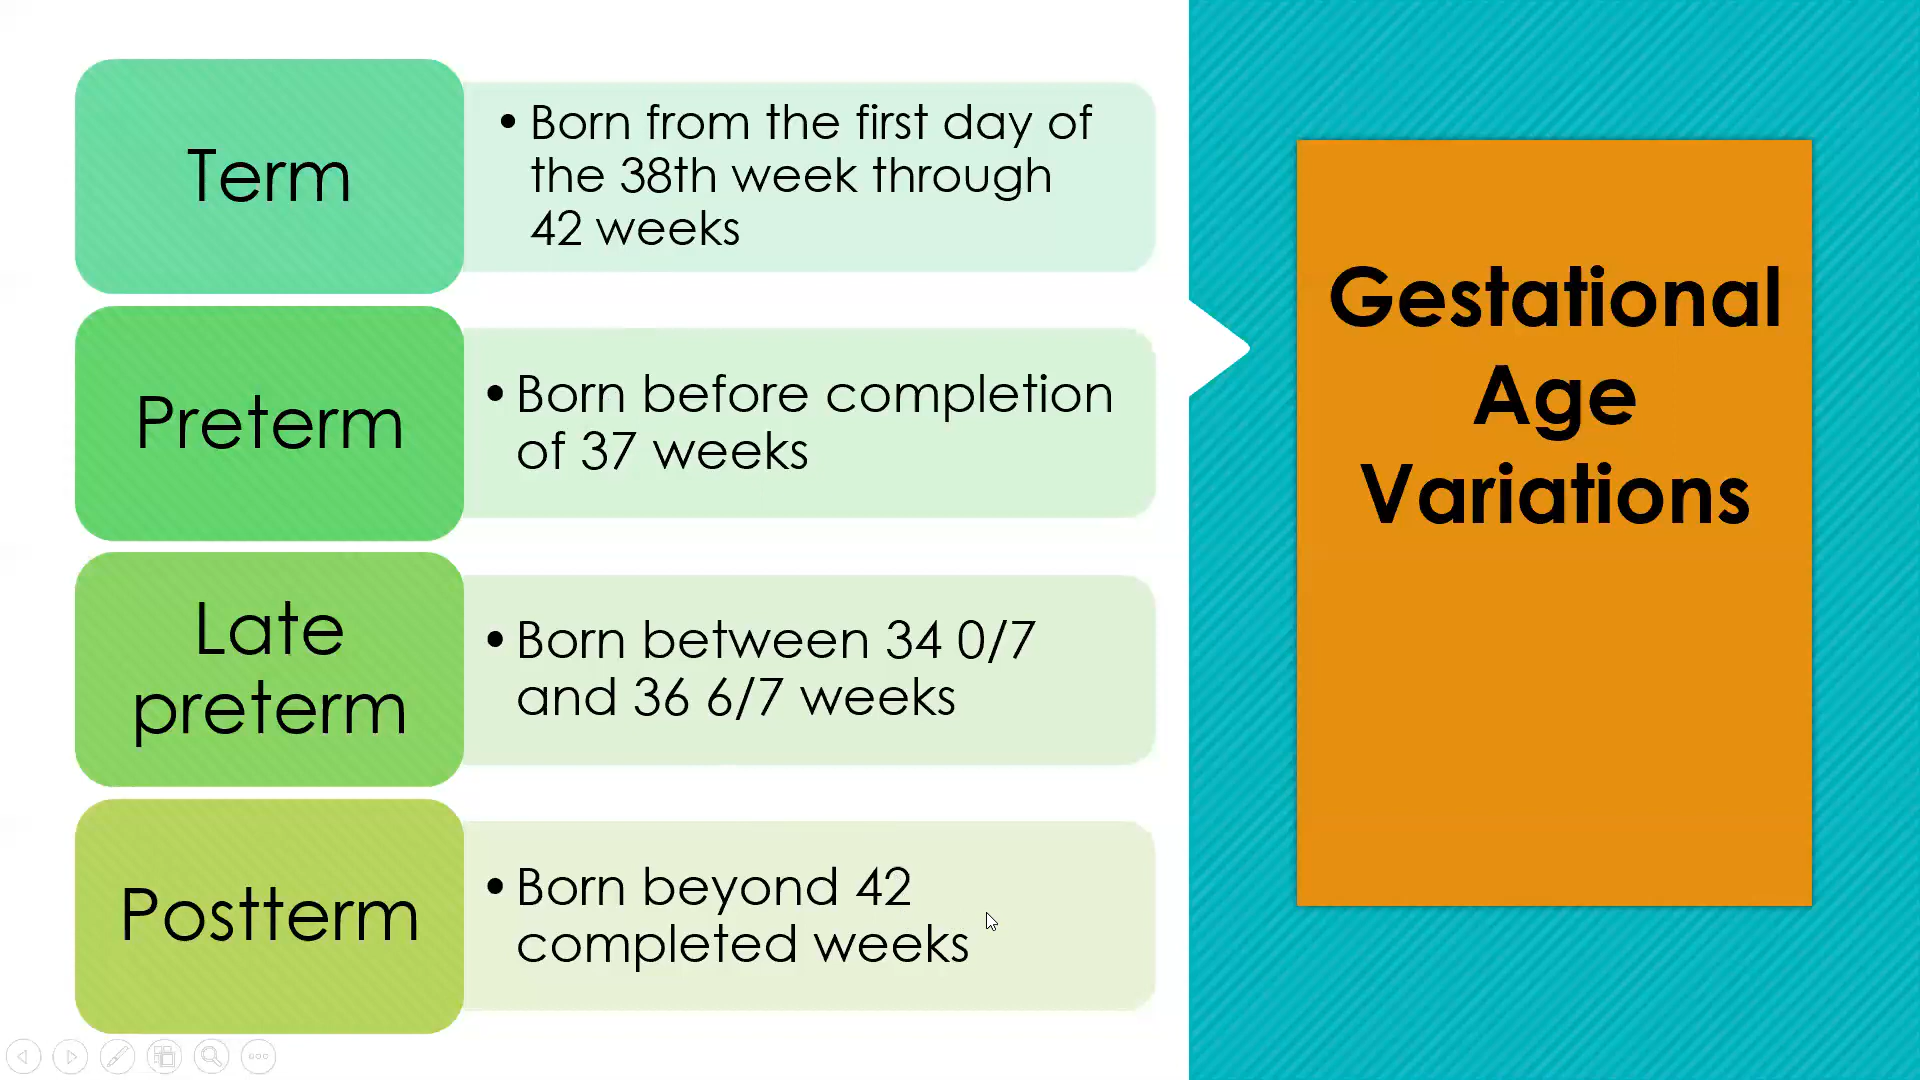 Term
• Born from the first day of
the 38th week through
42 weeks
Preterm
• Born before completion
of 37 weeks
Late
preterm
• Born between 34 0/7
and 36 6/7 weeks
Postterm
• Born beyond 42
completed weeks
Gestational
Age
Variations